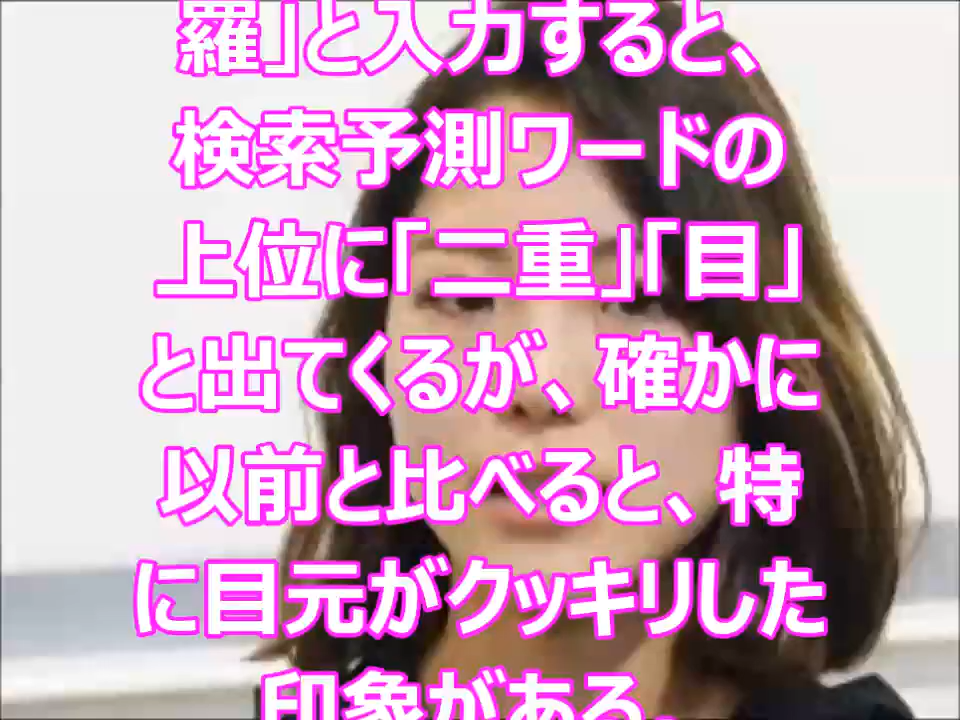 羅」と入力すると、
検索予測ワードの
上位に「二重」「目」
と出てくるが、確かに
以前と比べると、特
に目元がクッキリした
印象がある。